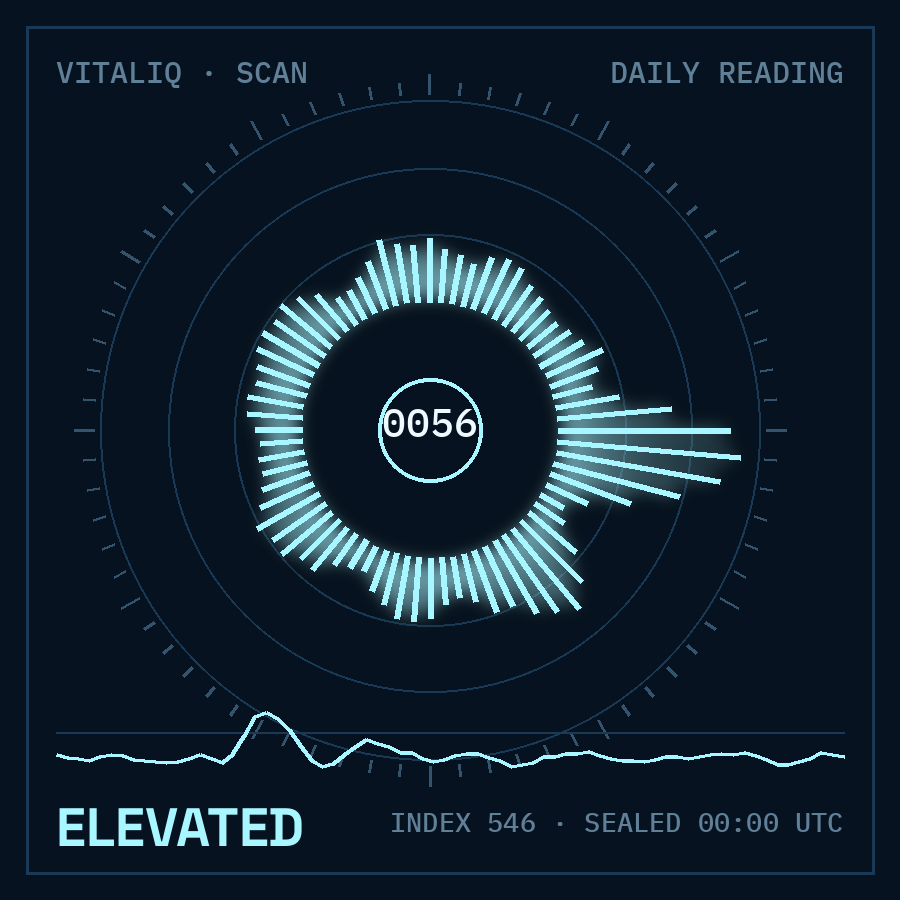 VITALIQ · SCAN
DAILY READING
0056
ELEVATED
INDEX 546 · SEALED 00:00 UTC